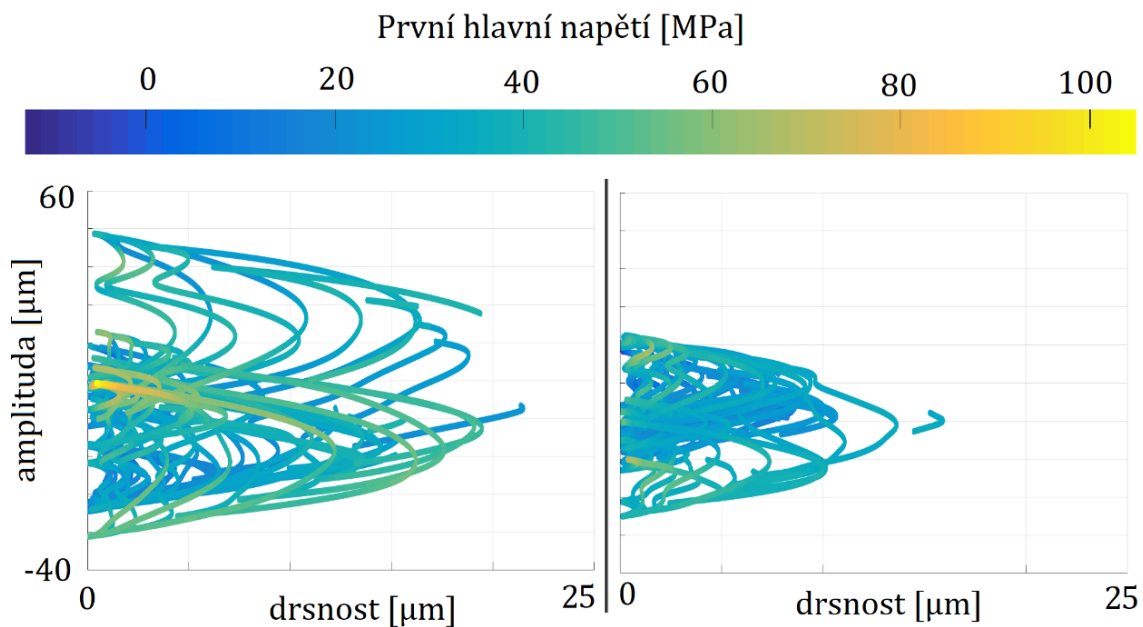 První hlavní napětí [MPa]
0 20 40 60 80 100
60
amplituda [μm]
-40
0 25 0 25
drsnost [μm] drsnost [μm]